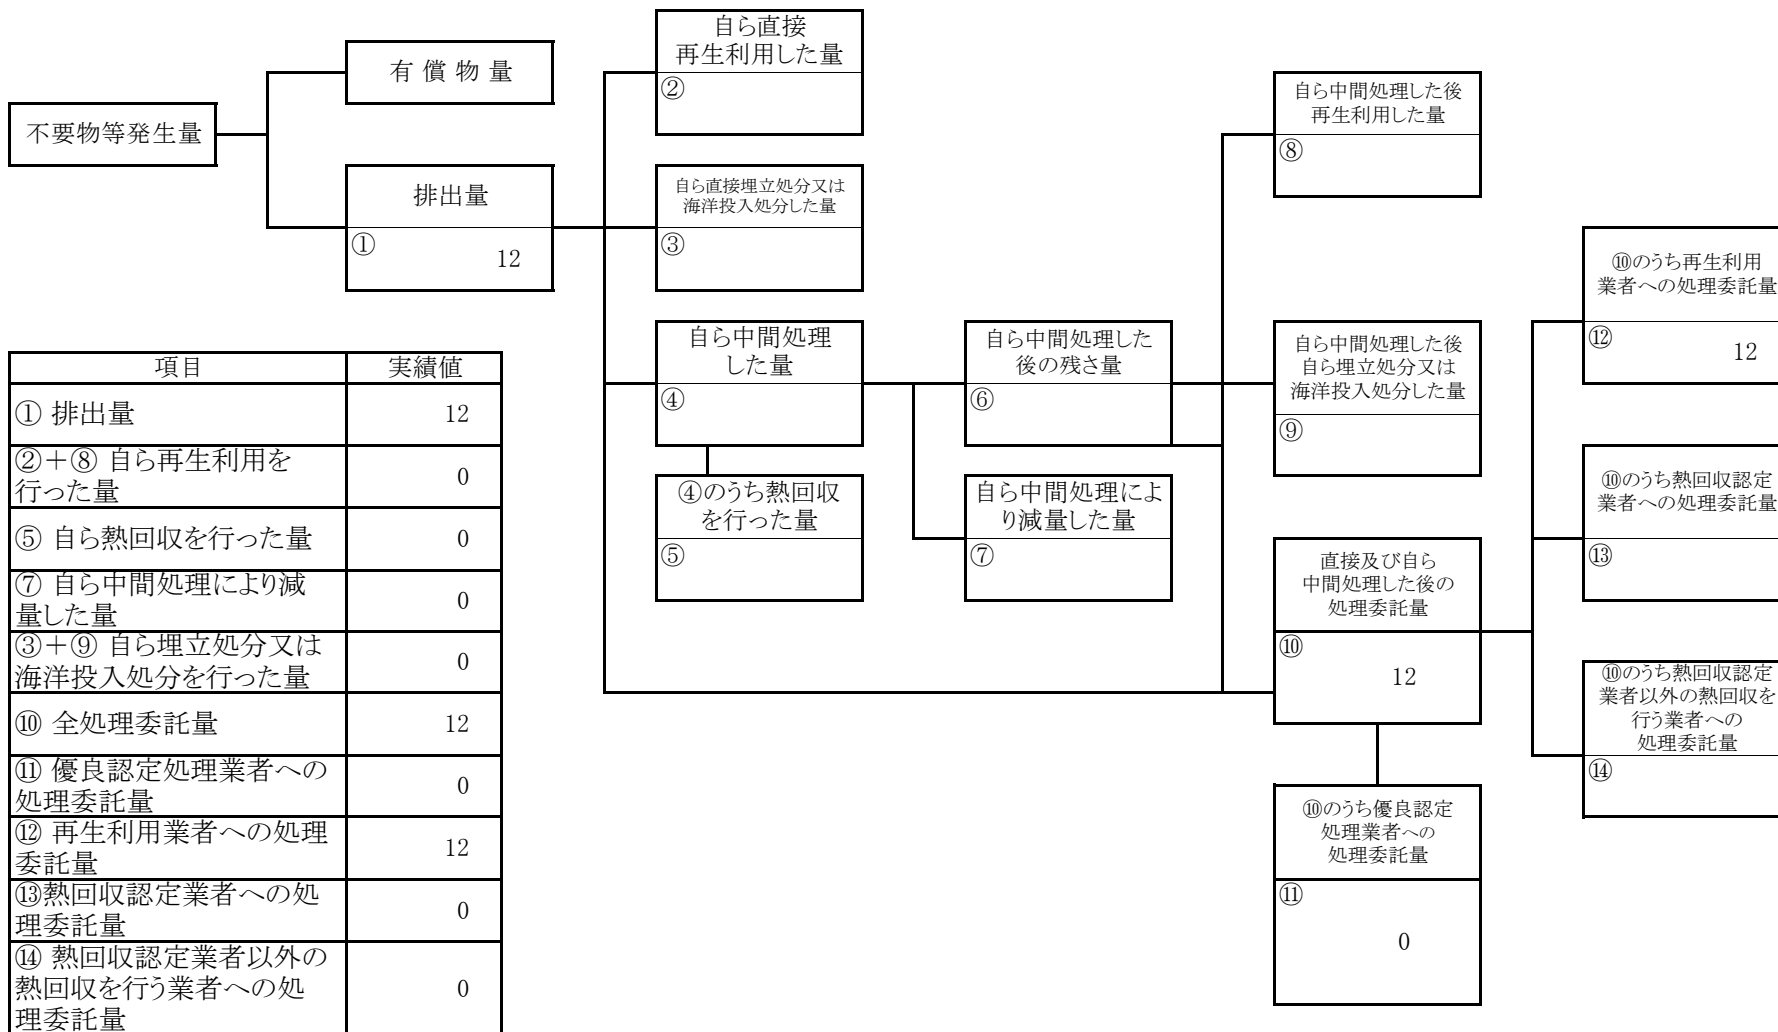 不要物等発生量
有 償 物 量
排出量
①
12
自ら直接
再生利用した量
②
自ら直接埋立処分又は
海洋投入処分した量
③
自ら中間処理
した量
④
④のうち熱回収
を行った量
⑤
自ら中間処理した
後の残さ量
⑥
自ら中間処理によ
り減量した量
⑦
自ら中間処理した後
再生利用した量
⑧
自ら中間処理した後
自ら埋立処分又は
海洋投入処分した量
⑨
直接及び自ら
中間処理した後の
処理委託量
⑩
12
⑩のうち優良認定
処理業者への
処理委託量
⑪
0
⑩のうち再生利用
業者への処理委託量
⑫
12
⑩のうち熱回収認定
業者への処理委託量
⑬
⑩のうち熱回収認定
業者以外の熱回収を
行う業者への
処理委託量
⑭
項目 実績値
① 排出量 12
②+⑧ 自ら再生利用を
行った量 0
⑤ 自ら熱回収を行った量 0
⑦ 自ら中間処理により減
量した量 0
③+⑨ 自ら埋立処分又は
海洋投入処分を行った量 0
⑩ 全処理委託量 12
⑪ 優良認定処理業者への
処理委託量 0
⑫ 再生利用業者への処理
委託量 12
⑬熱回収認定業者への処
理委託量 0
⑭ 熱回収認定業者以外の
熱回収を行う業者への処
理委託量 0